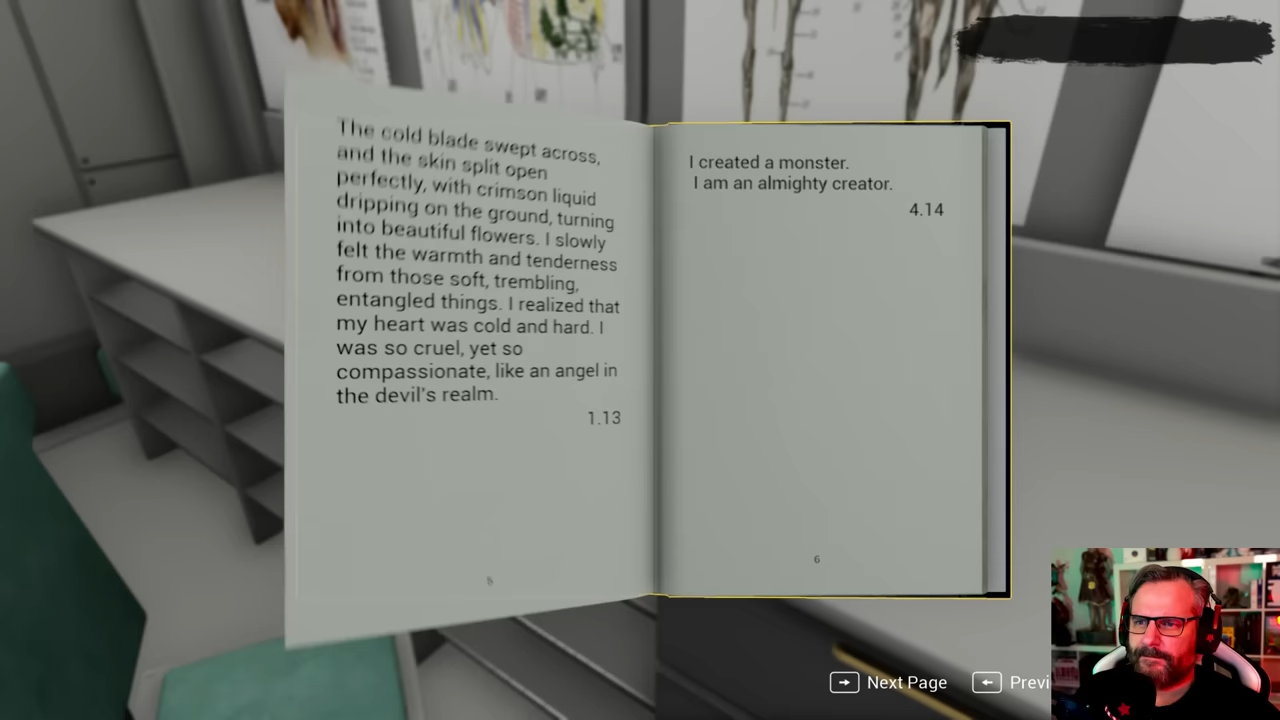 The cold blade swept across,
and the skin split open
perfectly, with crimson liquid
dripping on the ground, turning
into beautiful flowers. I slowly
felt the warmth and tenderness
from those soft, trembling,
entangled things. I realized that
my heart was cold and hard. I
was so cruel, yet so
compassionate, like an angel in
the devil's realm.
1.13
5
I created a monster.
I am an almighty creator.
4.14
6
→ Next Page
← Previ